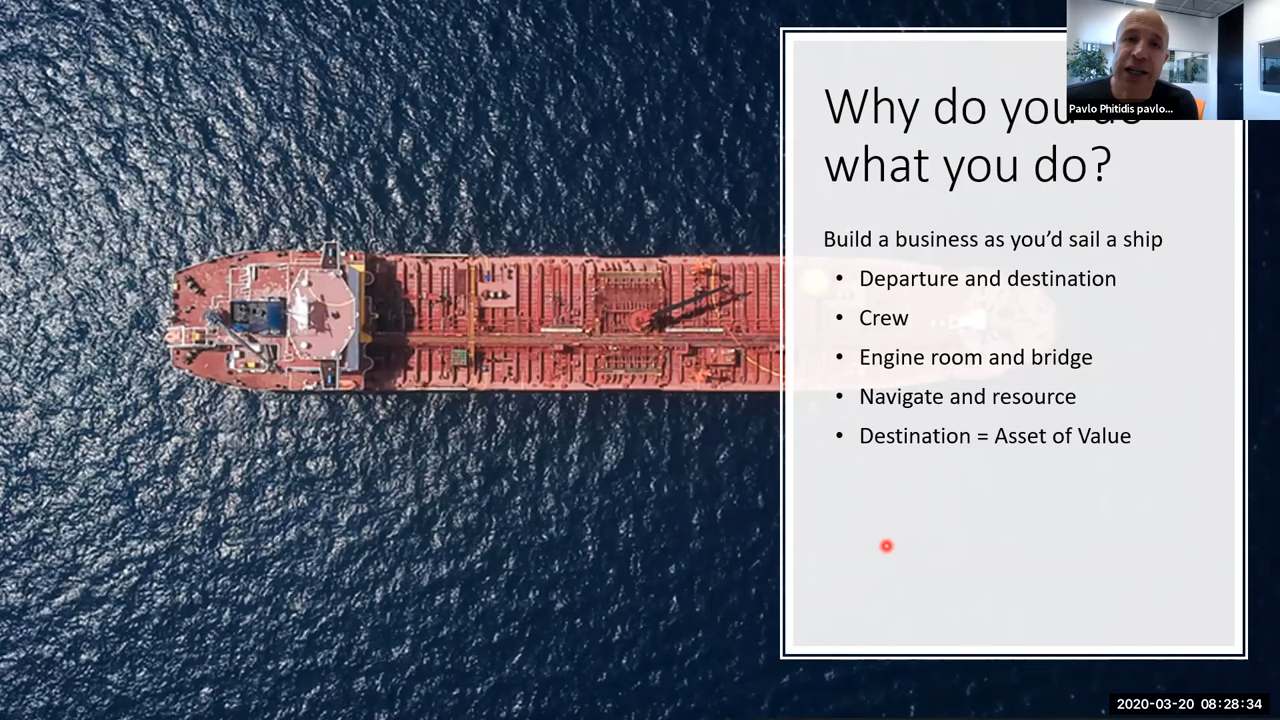 Why do you do
what you do?
Pavlo Phitidis pavlo...
Build a business as you’d sail a ship
• Departure and destination
• Crew
• Engine room and bridge
• Navigate and resource
• Destination = Asset of Value
2020-03-20 08:28:34